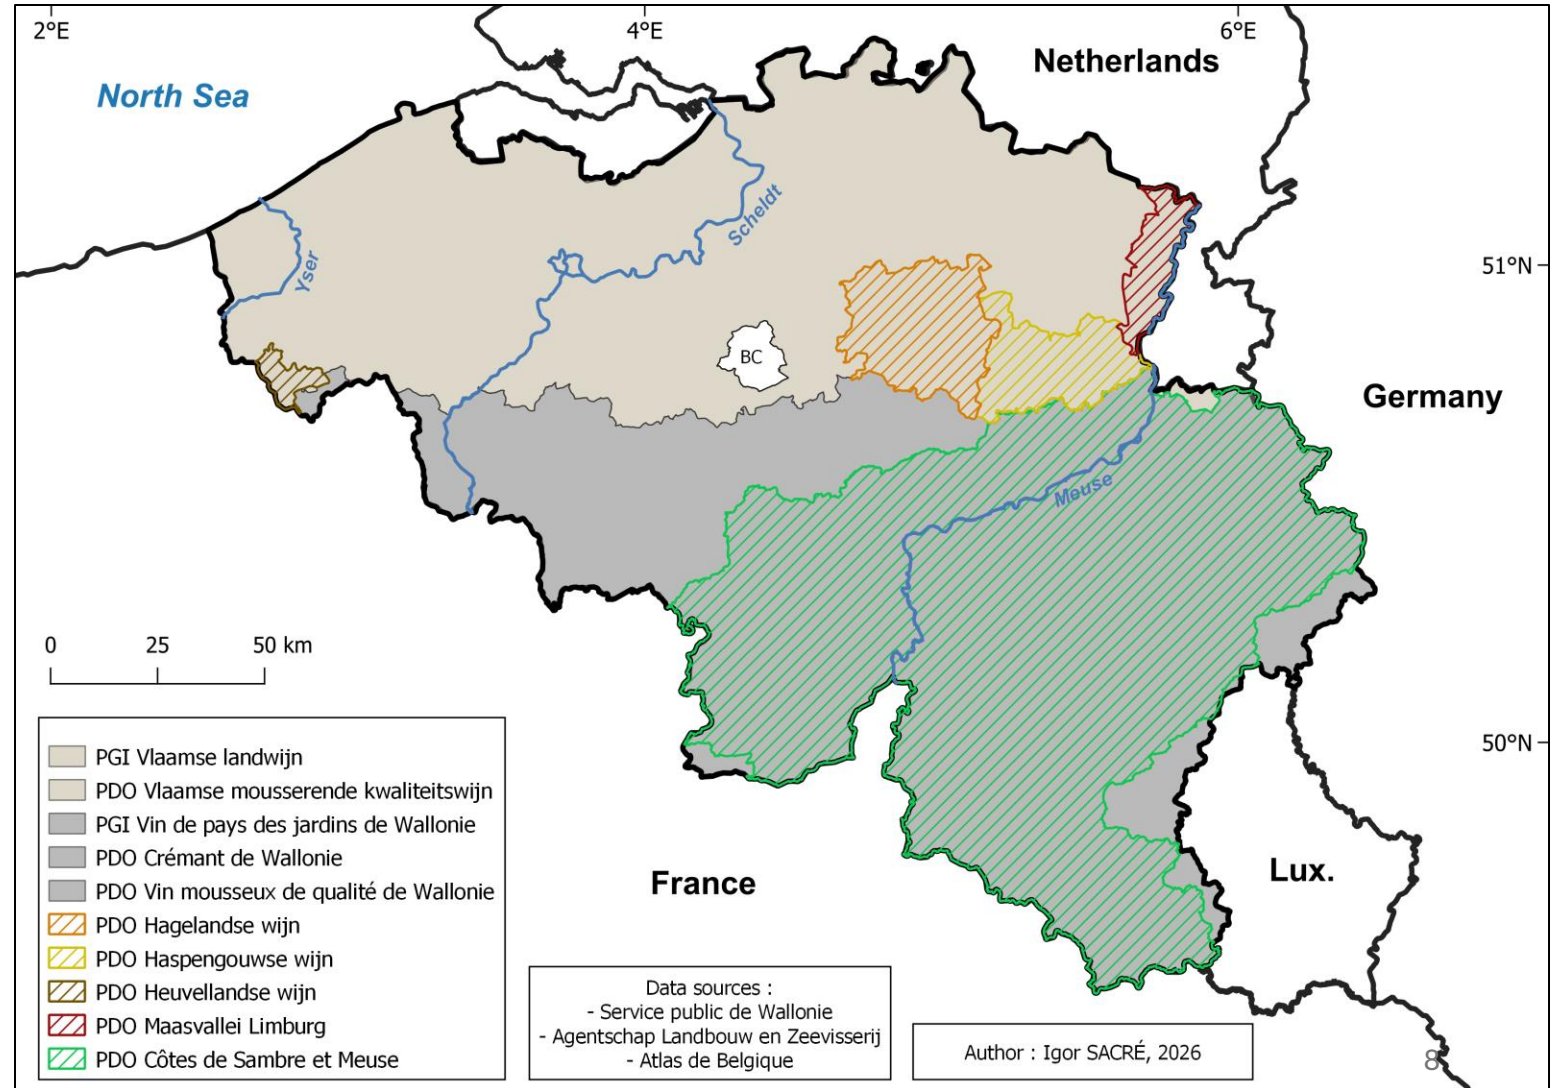 2°E
4°E
6°E
Netherlands
North Sea
Scheldt
Yser
51°N
BC
Germany
Meuse
0 25 50 km
50°N
France
Lux.
PGI Vlaamse landwijn
PDO Vlaamse mousserende kwaliteitswijn
PGI Vin de pays des jardins de Wallonie
PDO Crémant de Wallonie
PDO Vin mousseux de qualité de Wallonie
PDO Hagelandse wijn
PDO Haspengouwse wijn
PDO Heuvellandse wijn
PDO Maasvallei Limburg
PDO Côtes de Sambre et Meuse
Data sources :
- Service public de Wallonie
- Agentschap Landbouw en Zeevisserij
- Atlas de Belgique
Author : Igor SACRÉ, 2026
8